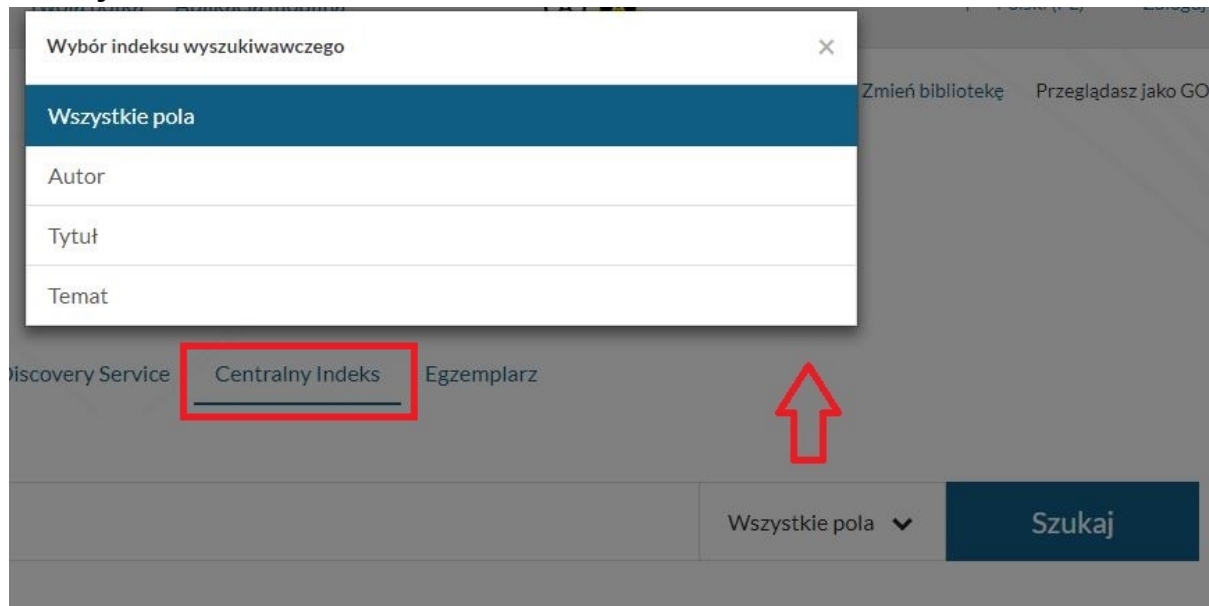 Wybór indeksu wyszukiwawczego ×
Zmień bibliotekę Przeglądasz jako GO
Wszystkie pola
Autor
Tytuł
Temat
Discovery Service Centralny Indeks Egzemplarz
Wszystkie pola Szukaj